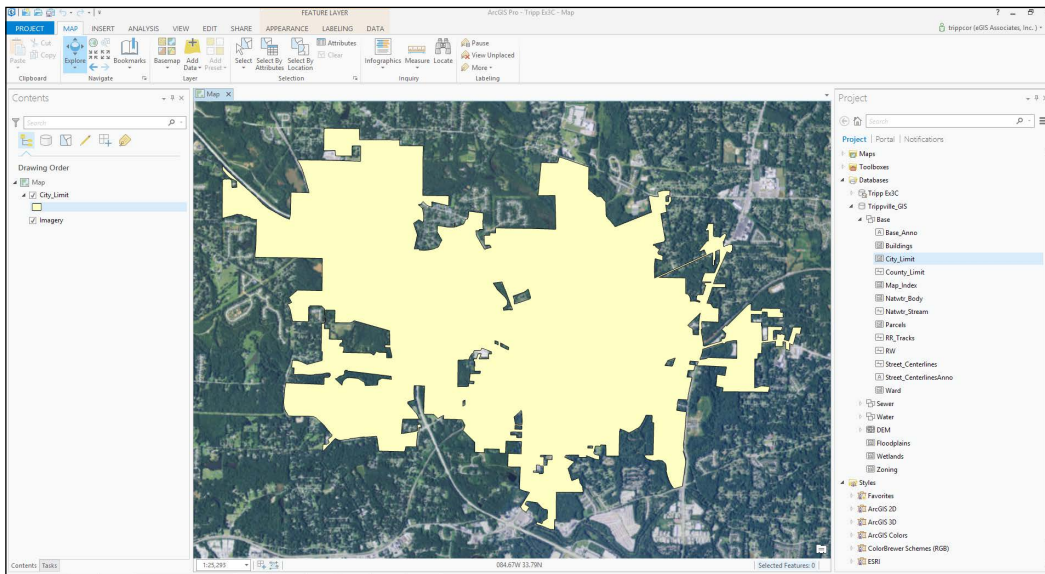 FEATURE LAYER
ArcGIS Pro - Tripp Ex3C - Map
PROJECT MAP INSERT ANALYSIS VIEW EDIT SHARE APPEARANCE LABELING DATA
trippcor (eGIS Associates, Inc.)
Paste
Cut
Copy
Explore
Bookmarks
Basemap
Add Data
Add Preset
Select
Select By Attributes
Select By Location
Attributes
Clear
Infographics
Measure
Locate
Pause
View Unplaced
More
Clipboard
Navigate
Layer
Selection
Inquiry
Labeling
Contents
Search
Drawing Order
Map
City_Limit
Imagery
Contents Tasks
Map
1:25,293
084.67W 33.79N
Selected Features: 0
Project
Search
Project Portal Notifications
Maps
Toolboxes
Databases
Tripp Ex3C
Trippville_GIS
Base
Base_Anno
Buildings
City_Limit
County_Limit
Map_Index
Natwtr_Body
Natwtr_Stream
Parcels
RR_Tracks
RW
Street_Centerlines
Street_CenterlinesAnno
Ward
Sewer
Water
DEM
Floodplains
Wetlands
Zoning
Styles
Favorites
ArcGIS 2D
ArcGIS 3D
ArcGIS Colors
ColorBrewer Schemes (RGB)
ESRI